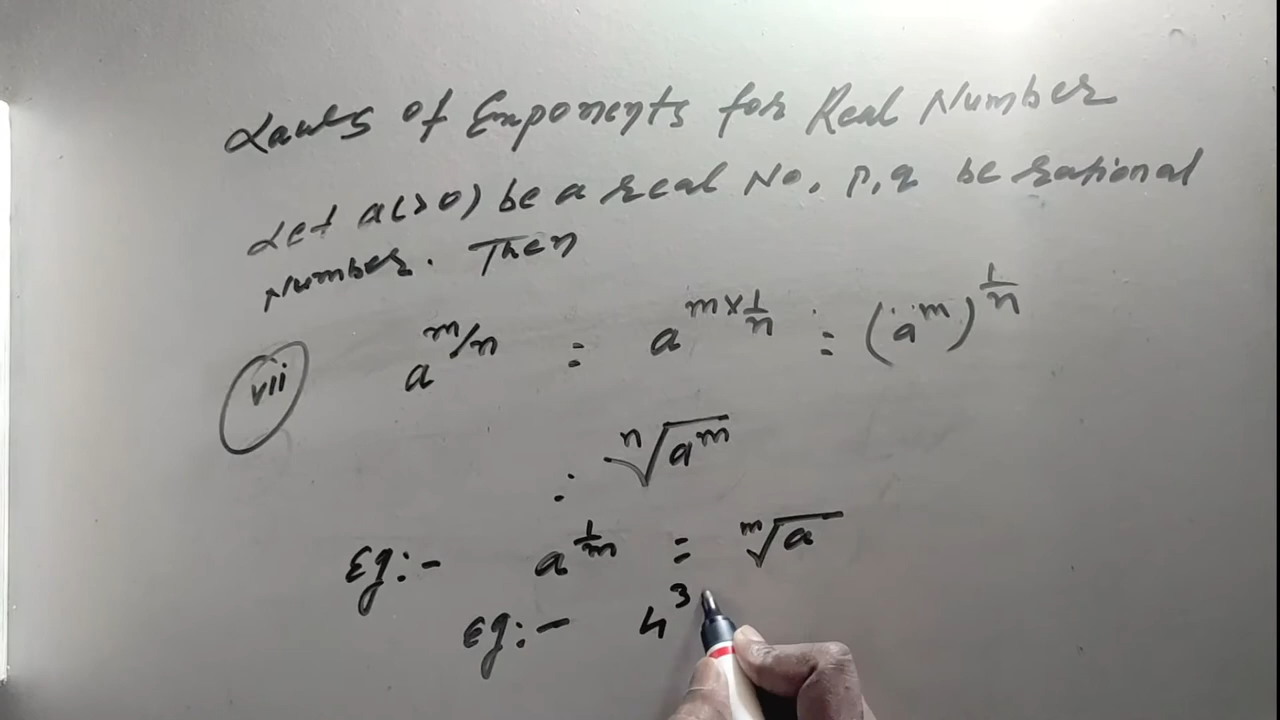 Laws of Exponents for Real Number
Let a(>0) be a real No. p,q be rational
Number. Then
vii a^m/n = a^m×1/n = (a^m)^1/n
= n√a^m
Eg:- a^1/m = m√a
Eg:- 4^3